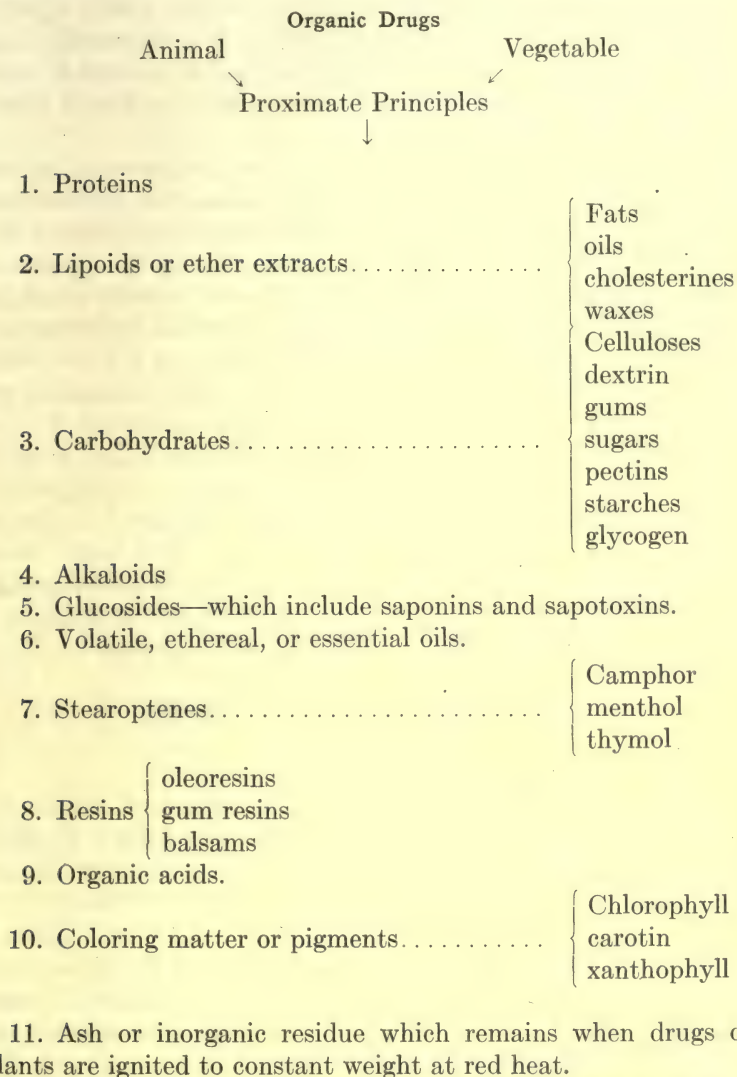 Organic Drugs
Animal Vegetable
↘ ↙
Proximate Principles
↓
1. Proteins
2. Lipoids or ether extracts...............
Fats
oils
cholesterines
waxes
3. Carbohydrates.......................
Celluloses
dextrin
gums
sugars
pectins
starches
glycogen
4. Alkaloids
5. Glucosides—which include saponins and sapotoxins.
6. Volatile, ethereal, or essential oils.
7. Stearoptenes.........................
Camphor
menthol
thymol
8. Resins
oleoresins
gum resins
balsams
9. Organic acids.
10. Coloring matter or pigments...........
Chlorophyll
carotin
xanthophyll
11. Ash or inorganic residue which remains when drugs
are ignited to constant weight at red heat.